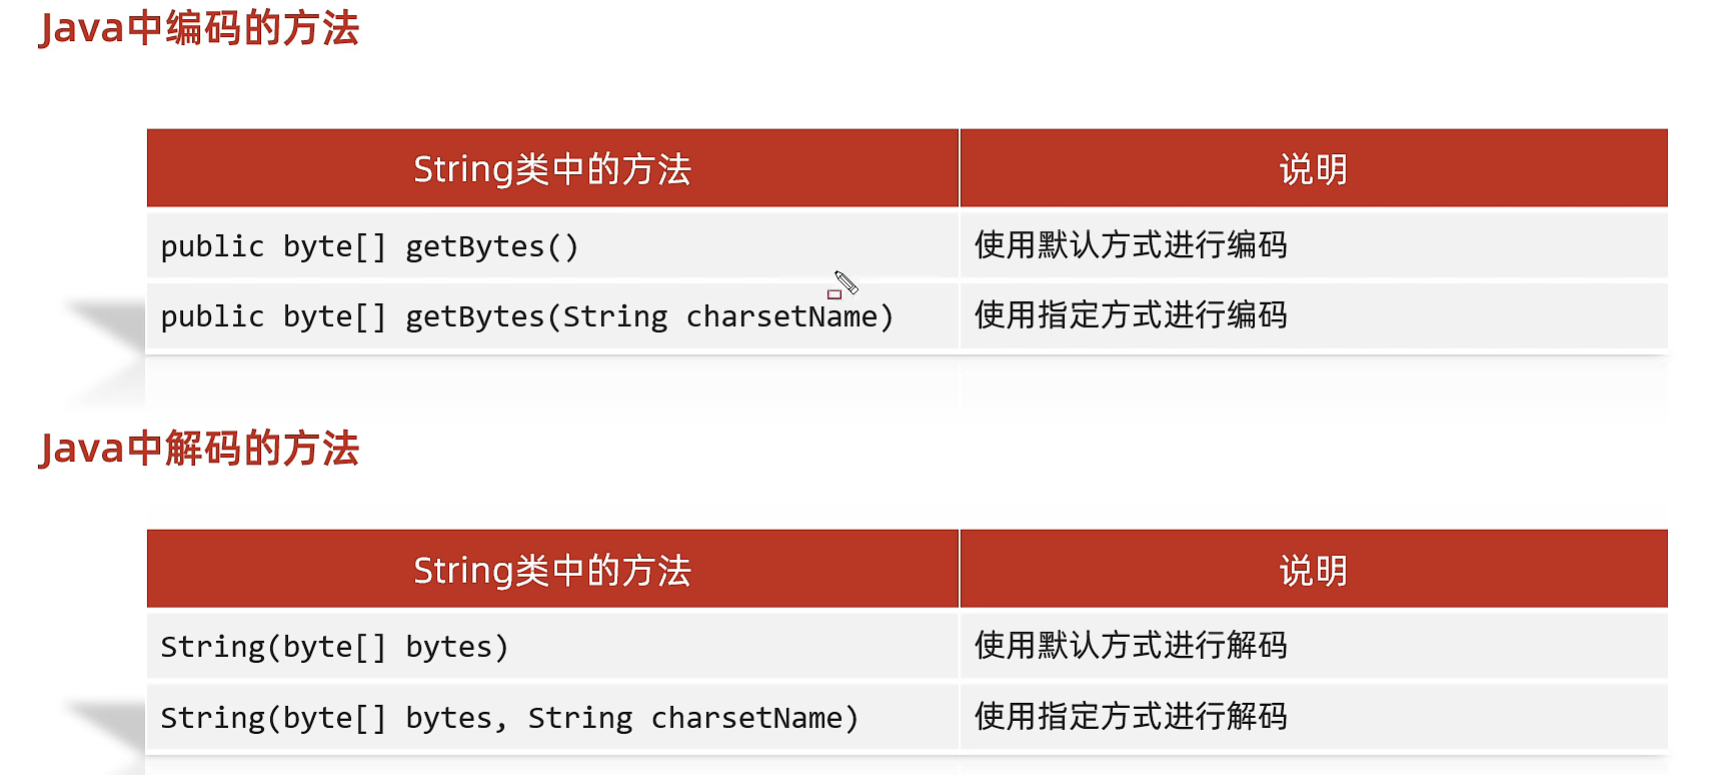 Java中编码的方法
String类中的方法 说明
public byte[] getBytes() 使用默认方式进行编码
public byte[] getBytes(String charsetName) 使用指定方式进行编码
Java中解码的方法
String类中的方法 说明
String(byte[] bytes) 使用默认方式进行解码
String(byte[] bytes, String charsetName) 使用指定方式进行解码